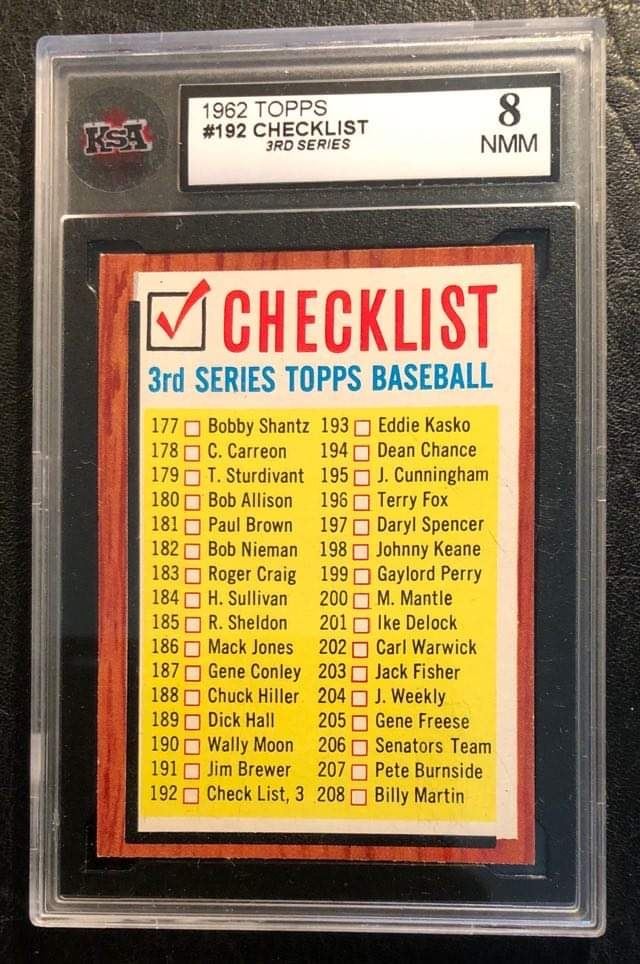 KSA
1962 TOPPS
#192 CHECKLIST
3RD SERIES
8
NMM
CHECKLIST
3rd SERIES TOPPS BASEBALL
177 Bobby Shantz
178 C. Carreon
179 T. Sturdivant
180 Bob Allison
181 Paul Brown
182 Bob Nieman
183 Roger Craig
184 H. Sullivan
185 R. Sheldon
186 Mack Jones
187 Gene Conley
188 Chuck Hiller
189 Dick Hall
190 Wally Moon
191 Jim Brewer
192 Check List, 3
193 Eddie Kasko
194 Dean Chance
195 J. Cunningham
196 Terry Fox
197 Daryl Spencer
198 Johnny Keane
199 Gaylord Perry
200 M. Mantle
201 Ike Delock
202 Carl Warwick
203 Jack Fisher
204 J. Weekly
205 Gene Freese
206 Senators Team
207 Pete Burnside
208 Billy Martin